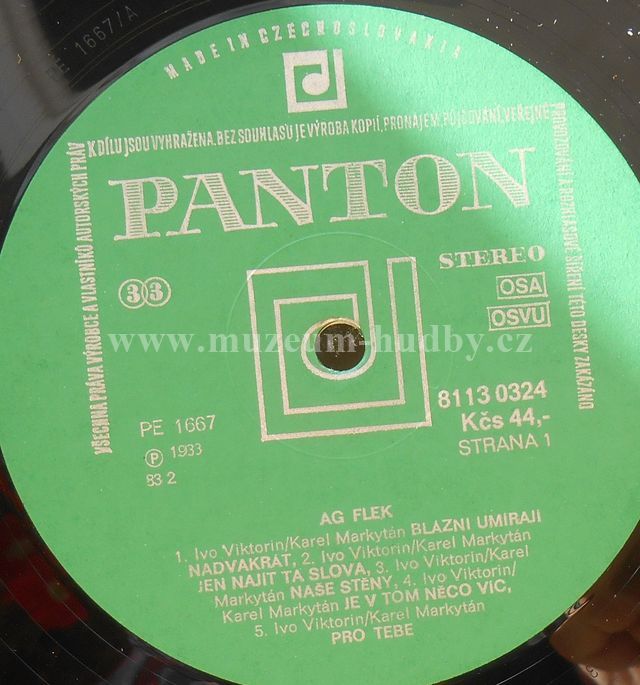 PE 1667/A
MADE IN CZECHOSLOVAKIA
VŠECHNA PRÁVA VÝROBCE A VLASTNÍKŮ AUTORSKÝCH PRÁV
K DÍLU JSOU VYHRAŽENA. BEZ SOUHLASU JE VÝROBA KOPIÍ, PRONÁJEM, PŮJČOVÁNÍ, VEŘEJNÉ
PROVOZOVÁNÍ I ROZHLASOVÉ ŠÍŘENÍ TÉTO DESKY ZAKÁZÁNO
PANTON
STEREO
33
OSA
OSVU
www.muzeum-hudby.cz
PE 1667
Ⓟ 1933
83 2
8113 0324
Kčs 44,-
STRANA 1
AG FLEK
1. Ivo Viktorin/Karel Markytán BLAZNI UMIRAJI
NADVAKRÁT, 2. Ivo Viktorin/Karel Markytán
JEN NAJIT TA SLOVA, 3. Ivo Viktorin/Karel
Markytán NAŠE STĚNY, 4. Ivo Viktorin/
Karel Markytán JE V TOM NĚCO VIC,
5. Ivo Viktorin/Karel Markytán
PRO TEBE